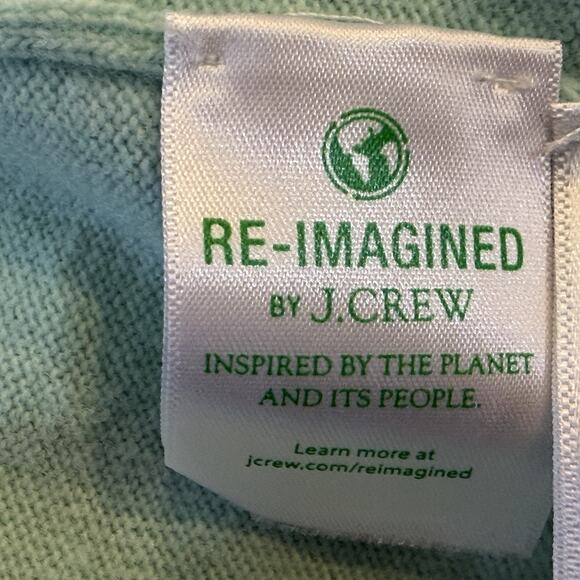 RE-IMAGINED
BY J.CREW
INSPIRED BY THE PLANET
AND ITS PEOPLE.
Learn more at
jcrew.com/reimagined